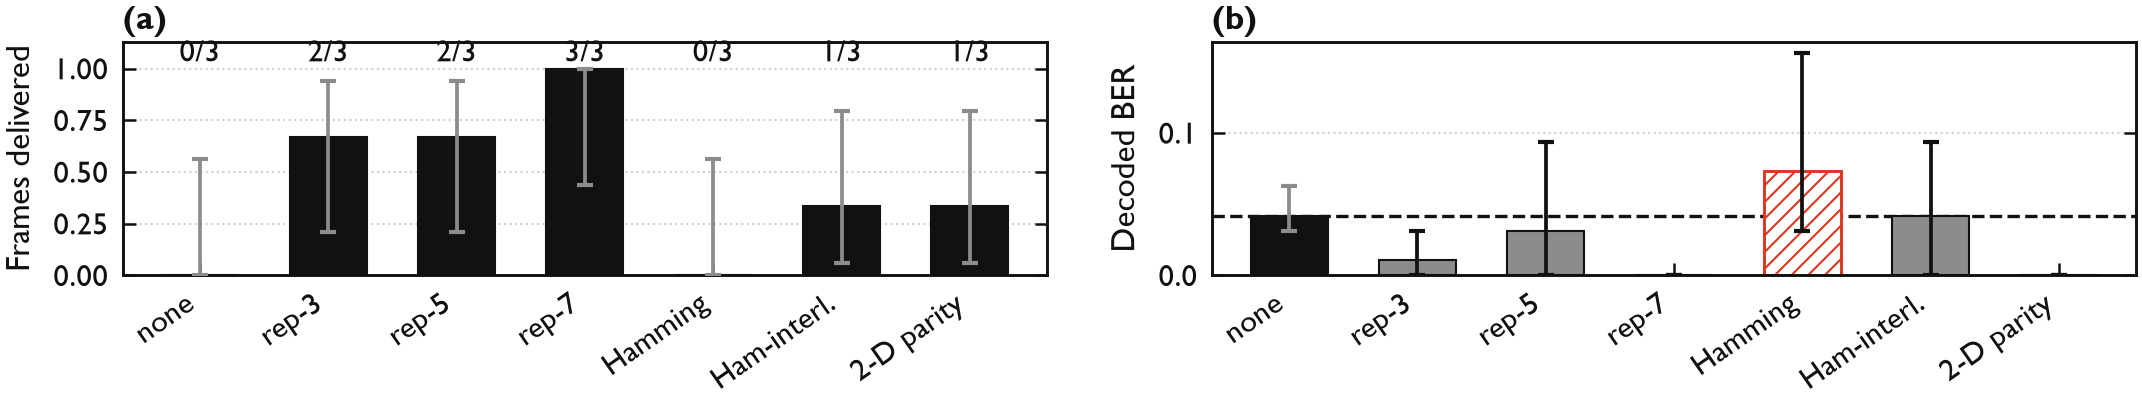 (a)
Frames delivered
1.00
0.75
0.50
0.25
0.00
0/3
2/3
2/3
3/3
0/3
1/3
1/3
none
rep-3
rep-5
rep-7
Hamming
Ham-interl.
2-D parity
(b)
Decoded BER
0.1
0.0
none
rep-3
rep-5
rep-7
Hamming
Ham-interl.
2-D parity